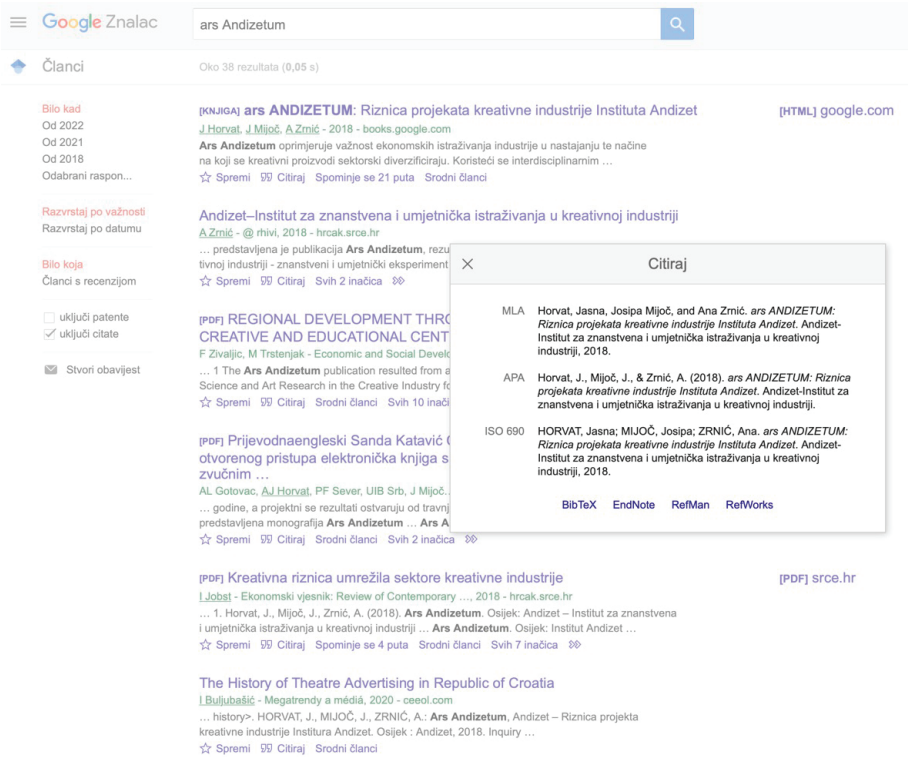 Google Znalac
ars Andizetum
Članci
Oko 38 rezultata (0,05 s)
Bilo kad
Od 2022
Od 2021
Od 2018
Odabrani raspon...
Razvrstaj po važnosti
Razvrstaj po datumu
Bilo koja
Članci s recenzijom
uključi patente
uključi citate
Stvori obavijest
[KNJIGA] ars ANDIZETUM: Riznica projekata kreativne industrije Instituta Andizet
[HTML] google.com
J Horvat, J Mijoč, A Zrnić - 2018 - books.google.com
Ars Andizetum oprimjeruje važnost ekonomskih istraživanja industrije u nastajanju te načine
na koji se kreativni proizvodi sektorski diverzificiraju. Koristeći se interdisciplinarnim …
Spremi Citiraj Spominje se 21 puta Srodni članci
Andizet–Institut za znanstvena i umjetnička istraživanja u kreativnoj industriji
A Zrnić - @ rhivi, 2018 - hrcak.srce.hr
… predstavljena je publikacija Ars Andizetum, rezu
tivnoj industriji - znanstveni i umjetnički eksperiment
Spremi Citiraj Svih 2 inačica
[PDF] REGIONAL DEVELOPMENT THRO
CREATIVE AND EDUCATIONAL CENT
F Zivaljic, M Trstenjak - Economic and Social Develo
… 1 The Ars Andizetum publication resulted from a
Science and Art Research in the Creative Industry fo
Spremi Citiraj Srodni članci Svih 10 inači
[PDF] Prijevodnaengleski Sanda Katavić
otvorenog pristupa elektronička knjiga s
zvučnim …
AL Gotovac, AJ Horvat, PF Sever, UIB Srb, J Mijoč..
… godine, a projektni se rezultati ostvaruju od travnj
predstavljena monografija Ars Andizetum … Ars A
Spremi Citiraj Srodni članci Svih 2 inačica
[PDF] Kreativna riznica umrežila sektore kreativne industrije
[PDF] srce.hr
I Jobst - Ekonomski vjesnik: Review of Contemporary …, 2018 - hrcak.srce.hr
… 1. Horvat, J., Mijoč, J., Zrnić, A. (2018). Ars Andizetum. Osijek: Andizet – Institut za znanstvena
i umjetnička istraživanja u kreativnoj industriji … Ars Andizetum. Osijek: Institut Andizet …
Spremi Citiraj Spominje se 4 puta Srodni članci Svih 7 inačica
The History of Theatre Advertising in Republic of Croatia
I Buljubašić - Megatrendy a médiá, 2020 - ceeol.com
… history>. HORVAT, J., MIJOČ, J., ZRNIĆ, A.: Ars Andizetum, Andizet – Riznica projekta
kreativne industrije Institura Andizet. Osijek : Andizet, 2018. Inquiry …
Spremi Citiraj Srodni članci
Citiraj
MLA Horvat, Jasna, Josipa Mijoč, and Ana Zrnić. ars ANDIZETUM:
Riznica projekata kreativne industrije Instituta Andizet. Andizet-
Institut za znanstvena i umjetnička istraživanja u kreativnoj
industriji, 2018.
APA Horvat, J., Mijoč, J., & Zrnić, A. (2018). ars ANDIZETUM: Riznica
projekata kreativne industrije Instituta Andizet. Andizet-Institut za
znanstvena i umjetnička istraživanja u kreativnoj industriji.
ISO 690 HORVAT, Jasna; MIJOČ, Josipa; ZRNIĆ, Ana. ars ANDIZETUM:
Riznica projekata kreativne industrije Instituta Andizet. Andizet-
Institut za znanstvena i umjetnička istraživanja u kreativnoj
industriji, 2018.
BibTeX EndNote RefMan RefWorks